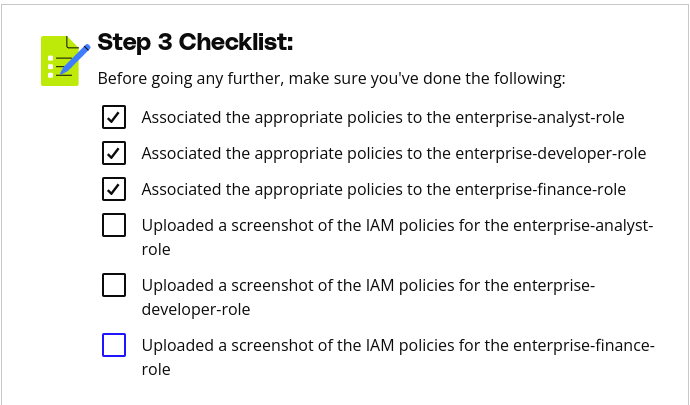 Step 3 Checklist:
Before going any further, make sure you've done the following:
Associated the appropriate policies to the enterprise-analyst-role
Associated the appropriate policies to the enterprise-developer-role
Associated the appropriate policies to the enterprise-finance-role
Uploaded a screenshot of the IAM policies for the enterprise-analyst-
role
Uploaded a screenshot of the IAM policies for the enterprise-
developer-role
Uploaded a screenshot of the IAM policies for the enterprise-finance-
role